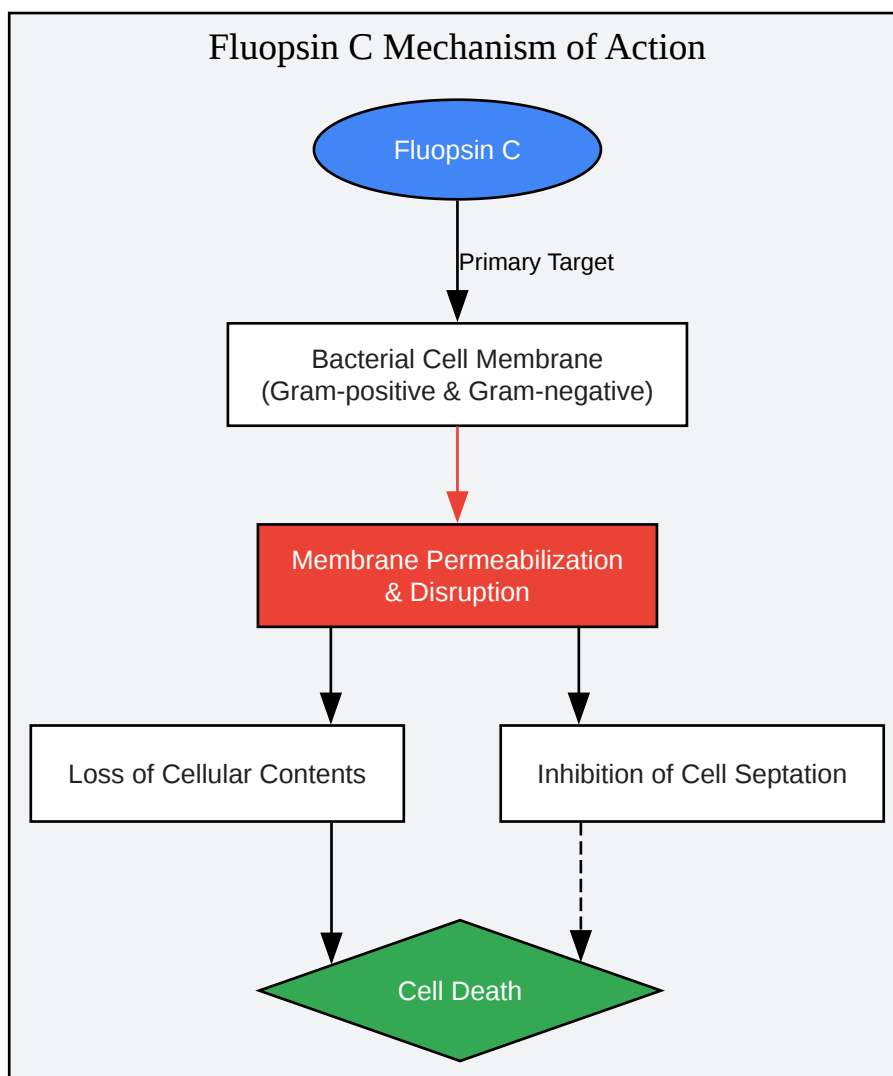 Fluopsin C Mechanism of Action
Fluopsin C
Primary Target
Bacterial Cell Membrane
(Gram-positive & Gram-negative)
Membrane Permeabilization
& Disruption
Loss of Cellular Contents
Inhibition of Cell Septation
Cell Death